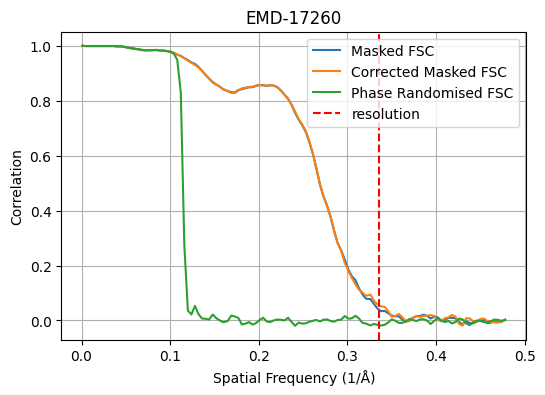 EMD-17260
Masked FSC
Corrected Masked FSC
Phase Randomised FSC
resolution
Correlation
1.0
0.8
0.6
0.4
0.2
0.0
0.0 0.1 0.2 0.3 0.4 0.5
Spatial Frequency (1/Å)